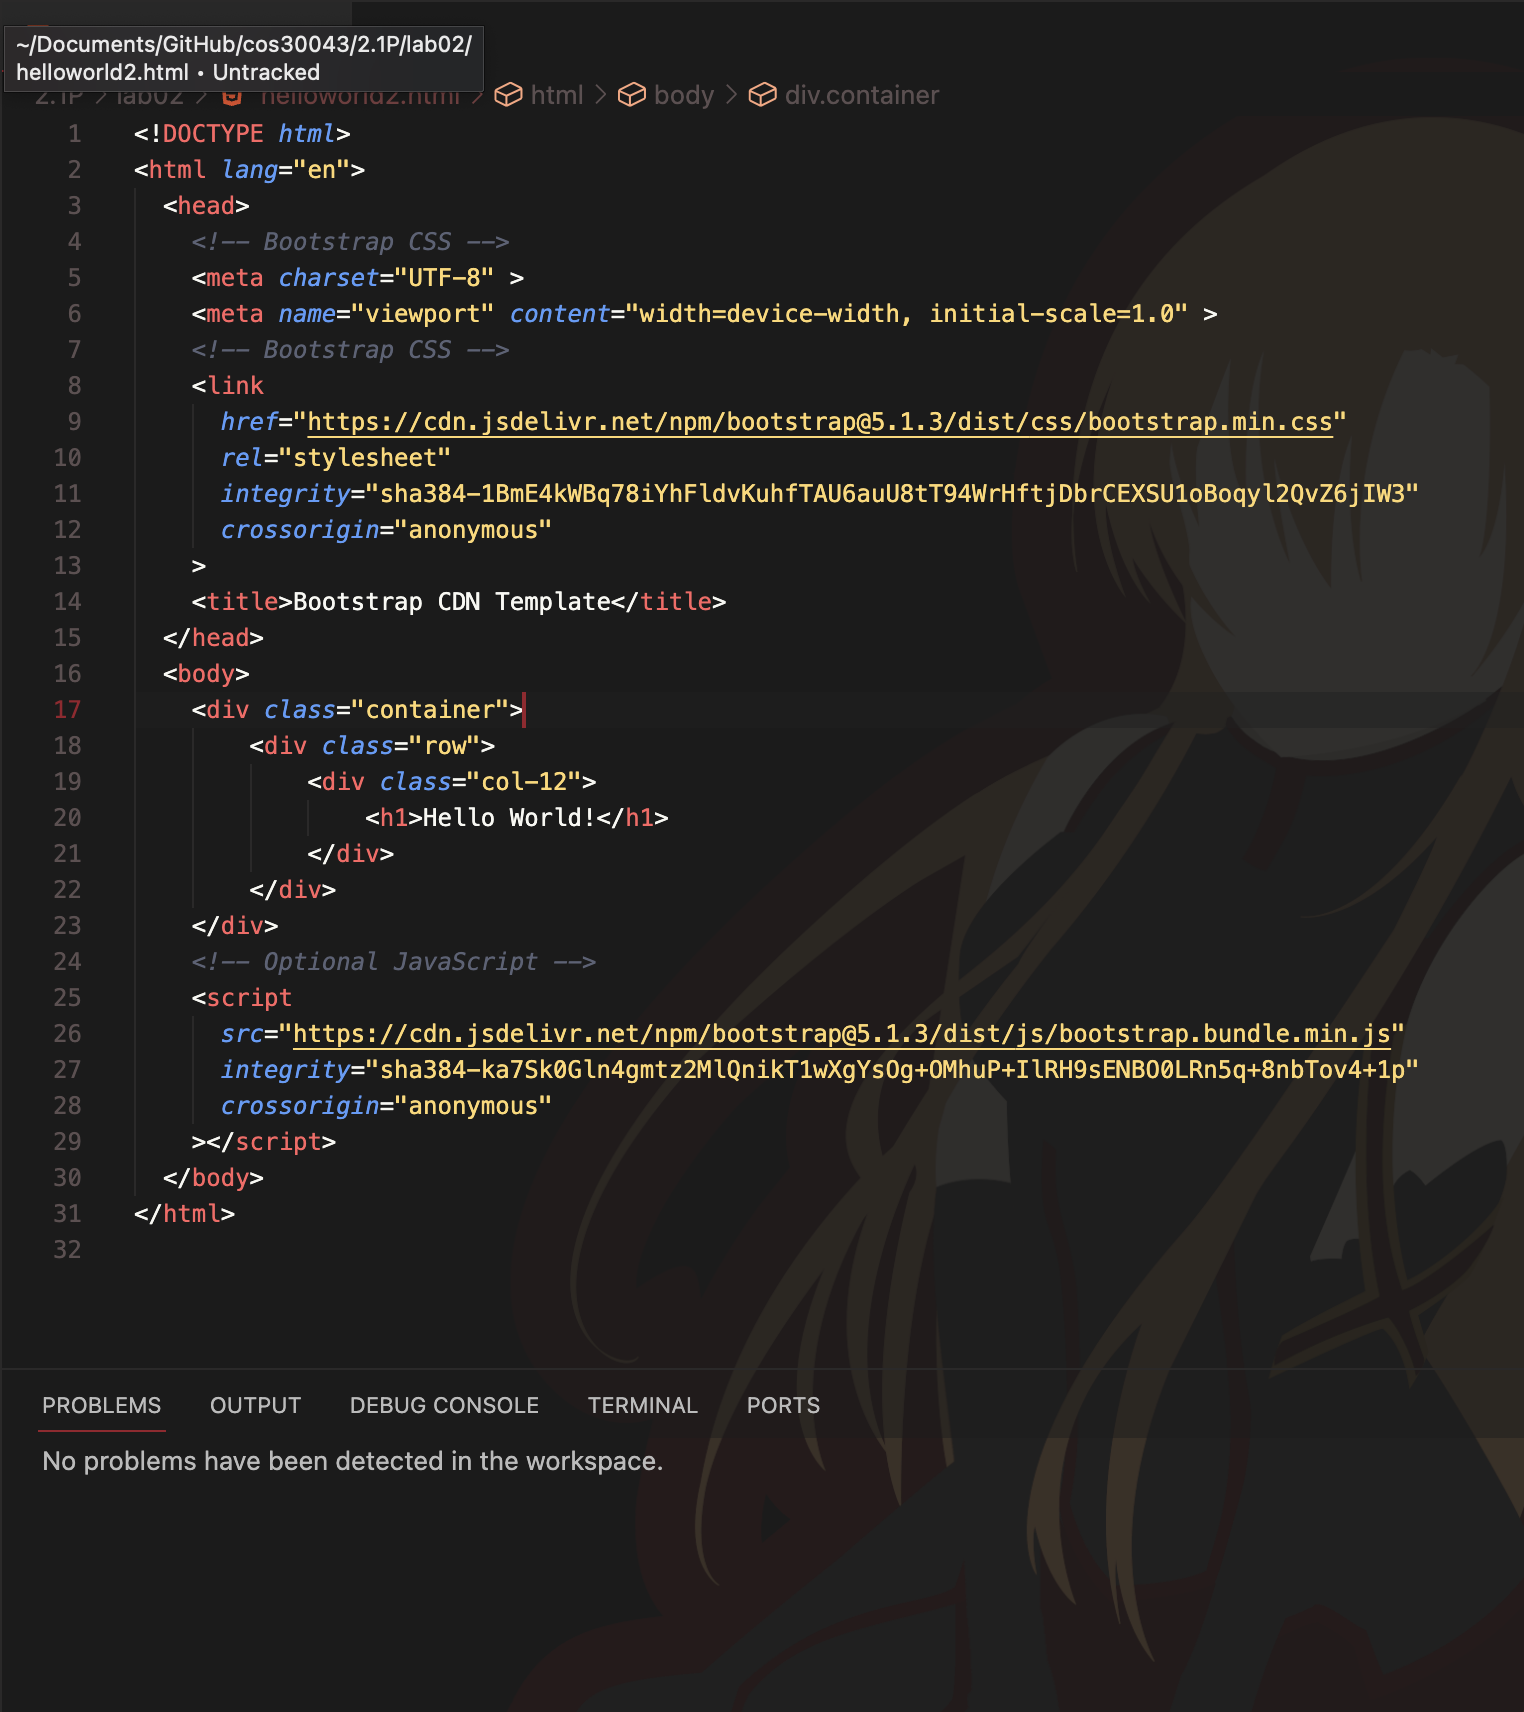 ~/Documents/GitHub/cos30043/2.1P/lab02/
helloworld2.html • Untracked
2.1P > lab02 > helloworld2.html > html > body > div.container
1 <!DOCTYPE html>
2 <html lang="en">
3 <head>
4 <!-- Bootstrap CSS -->
5 <meta charset="UTF-8" >
6 <meta name="viewport" content="width=device-width, initial-scale=1.0" >
7 <!-- Bootstrap CSS -->
8 <link
9 href="https://cdn.jsdelivr.net/npm/bootstrap@5.1.3/dist/css/bootstrap.min.css"
10 rel="stylesheet"
11 integrity="sha384-1BmE4kWBq78iYhFldvKuhfTAU6auU8tT94WrHftjDbrCEXSU1oBoqyl2QvZ6jIW3"
12 crossorigin="anonymous"
13 >
14 <title>Bootstrap CDN Template</title>
15 </head>
16 <body>
17 <div class="container">
18 <div class="row">
19 <div class="col-12">
20 <h1>Hello World!</h1>
21 </div>
22 </div>
23 </div>
24 <!-- Optional JavaScript -->
25 <script
26 src="https://cdn.jsdelivr.net/npm/bootstrap@5.1.3/dist/js/bootstrap.bundle.min.js"
27 integrity="sha384-ka7Sk0Gln4gmtz2MlQnikT1wXgYsOg+OMhuP+IlRH9sENBO0LRn5q+8nbTov4+1p"
28 crossorigin="anonymous"
29 ></script>
30 </body>
31 </html>
32
PROBLEMS OUTPUT DEBUG CONSOLE TERMINAL PORTS
No problems have been detected in the workspace.